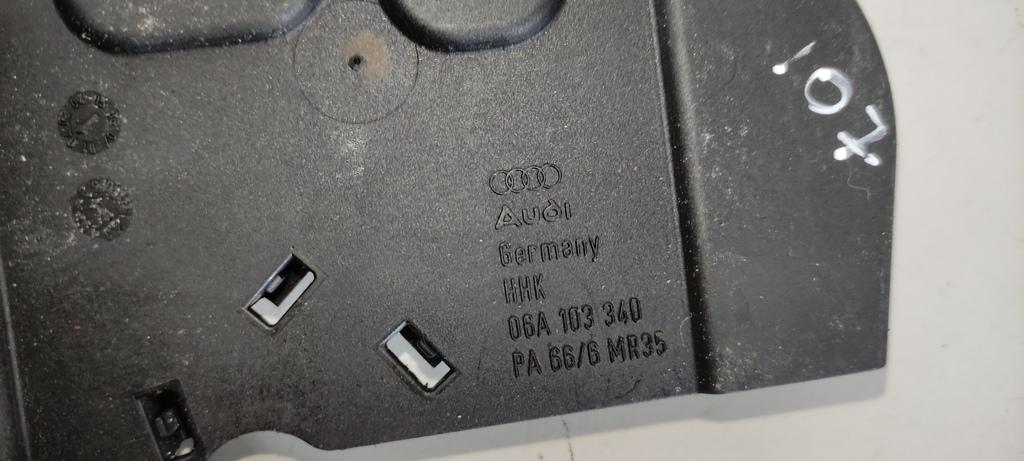 Audi
Germany
HHK
06A 103 340
PA 66/6 MR35